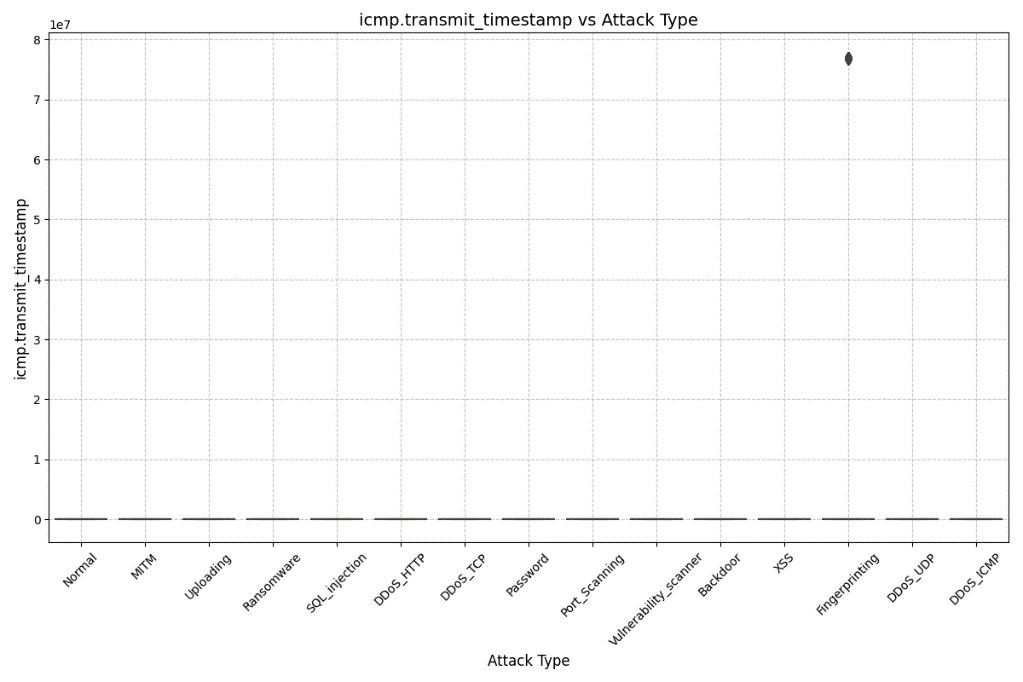 icmp.transmit_timestamp vs Attack Type
1e7
8
7
6
5
4
3
2
1
0
icmp.transmit_timestamp
Normal
MITM
Uploading
Ransomware
SQL_injection
DDoS_HTTP
DDoS_TCP
Password
Port_Scanning
Vulnerability_scanner
Backdoor
XSS
Fingerprinting
DDoS_UDP
DDoS_ICMP
Attack Type